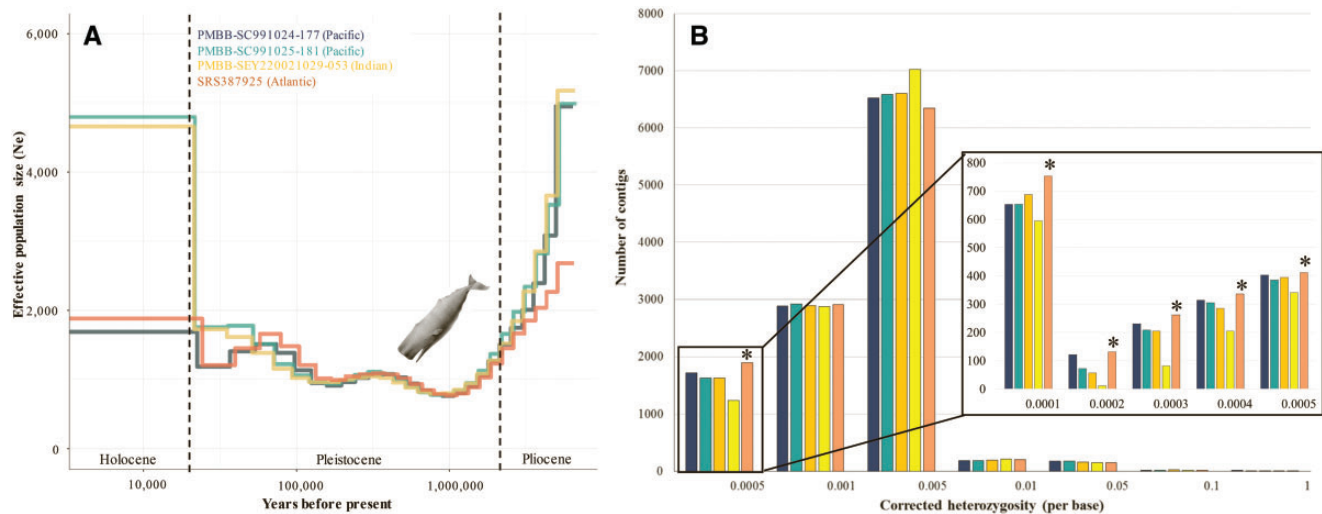 A
PMBB-SC991024-177 (Pacific)
PMBB-SC991025-181 (Pacific)
PMBB-SEY220021029-053 (Indian)
SRS387925 (Atlantic)
Effective population size (Ne)
6,000
4,000
2,000
0
Holocene
Pleistocene
Pliocene
10,000
100,000
1,000,000
Years before present
B
Number of contigs
8000
7000
6000
5000
4000
3000
2000
1000
0
*
0.0005
0.001
0.005
0.01
0.05
0.1
1
Corrected heterozygosity (per base)
800
700
600
500
400
300
200
100
0
* * * * *
0.0001
0.0002
0.0003
0.0004
0.0005